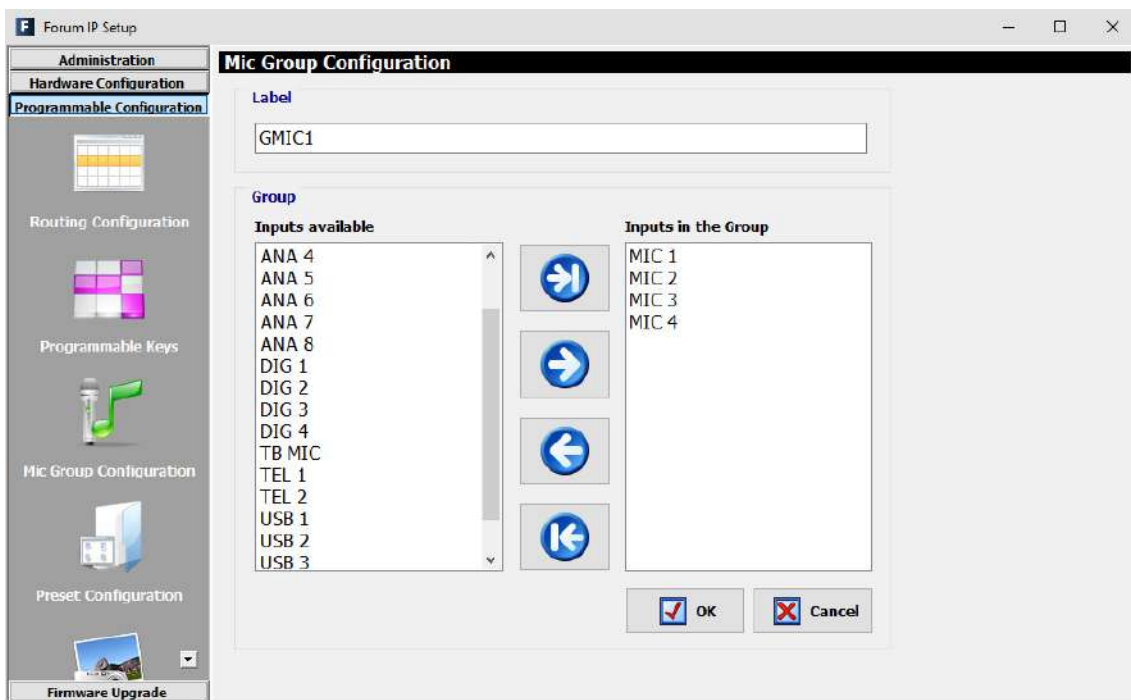 Forum IP Setup
Administration
Hardware Configuration
Programmable Configuration
Routing Configuration
Programmable Keys
Mic Group Configuration
Preset Configuration
Firmware Upgrade
Mic Group Configuration
Label
GMIC1
Group
Inputs available
ANA 4
ANA 5
ANA 6
ANA 7
ANA 8
DIG 1
DIG 2
DIG 3
DIG 4
TB MIC
TEL 1
TEL 2
USB 1
USB 2
USB 3
Inputs in the Group
MIC 1
MIC 2
MIC 3
MIC 4
OK
Cancel